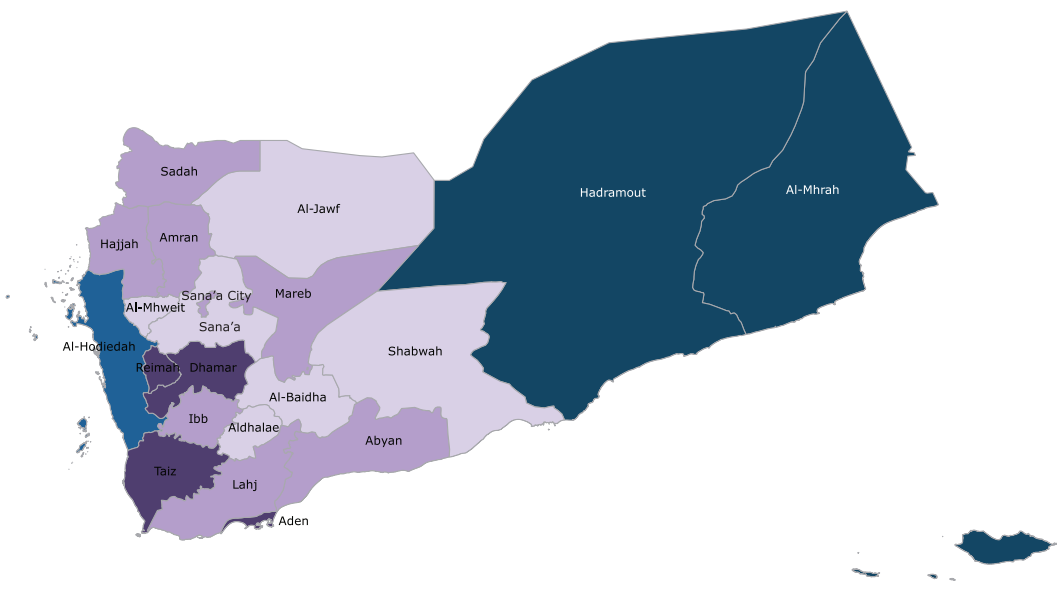 Sadah
Hadramout
Al-Mhrah
Al-Jawf
Amran
Hajjah
Mareb
Sana'a City
Al-Mhweit
Sana'a
Al-Hodiedah
Shabwah
Reimah
Dhamar
Al-Baidha
Ibb
Aldhalae
Abyan
Taiz
Lahj
Aden